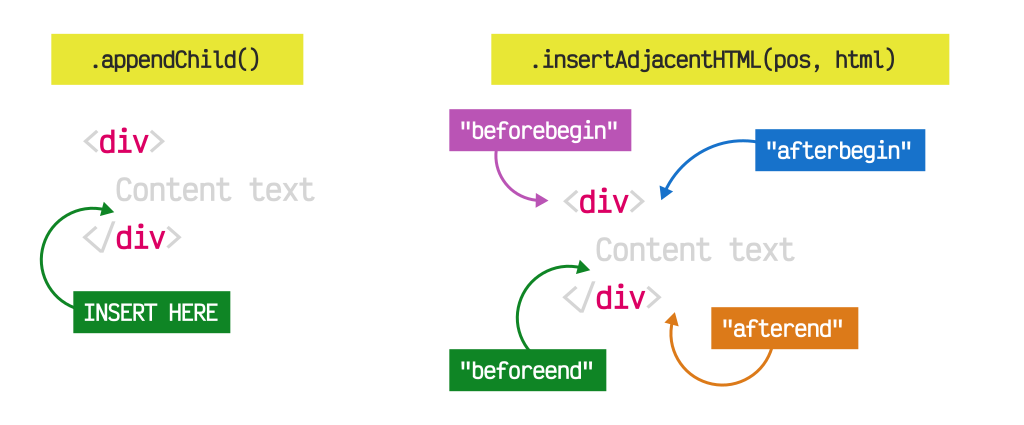 .appendChild()
<div>
Content text
</div>
INSERT HERE
.insertAdjacentHTML(pos, html)
"beforebegin"
"afterbegin"
<div>
Content text
</div>
"afterend"
"beforeend"